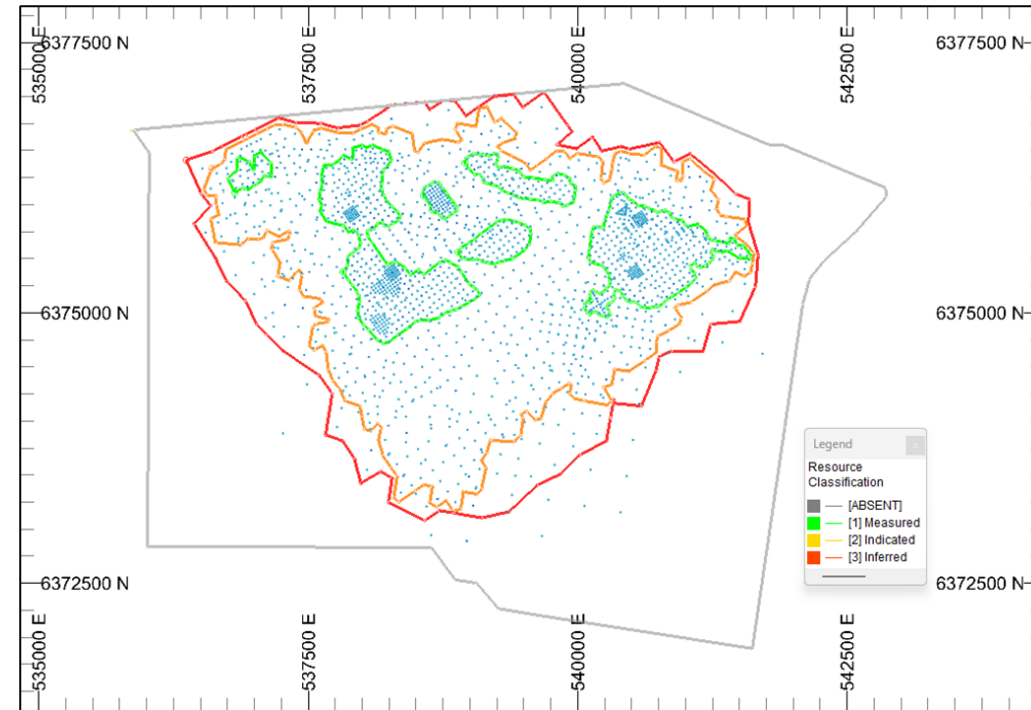 535000 E
537500 E
540000 E
542500 E
6377500 N
6377500 N
6375000 N
6375000 N
Legend
x
Resource
Classification
[ABSENT]
[1] Measured
[2] Indicated
[3] Inferred
6372500 N
6372500 N
535000 E
537500 E
540000 E
542500 E